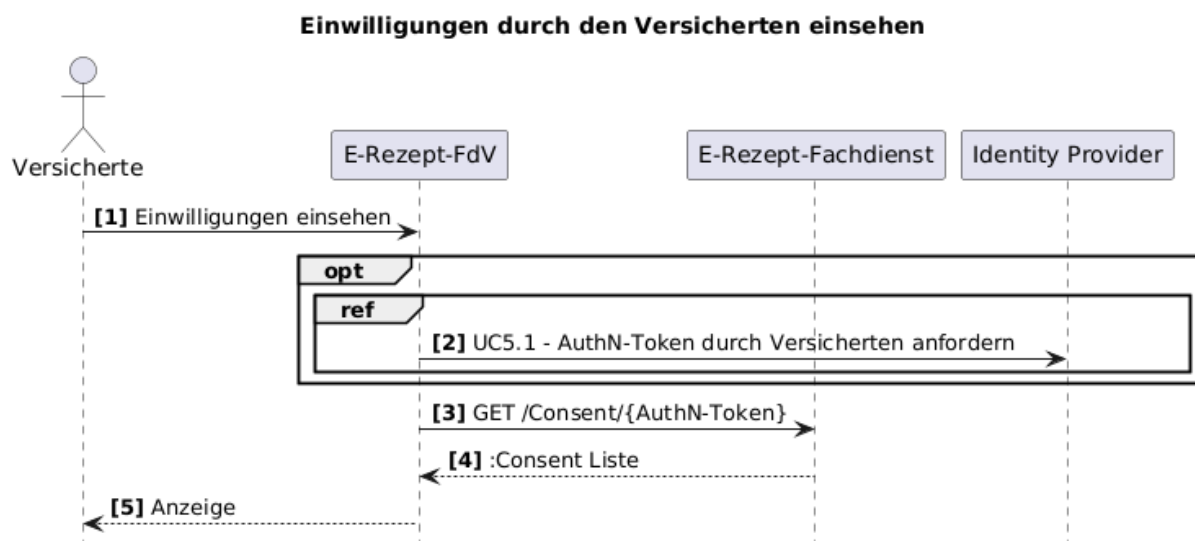 Einwilligungen durch den Versicherten einsehen
Versicherte
E-Rezept-FdV
E-Rezept-Fachdienst
Identity Provider
[1] Einwilligungen einsehen
opt
ref
[2] UC5.1 - AuthN-Token durch Versicherten anfordern
[3] GET /Consent/{AuthN-Token}
[4] :Consent Liste
[5] Anzeige